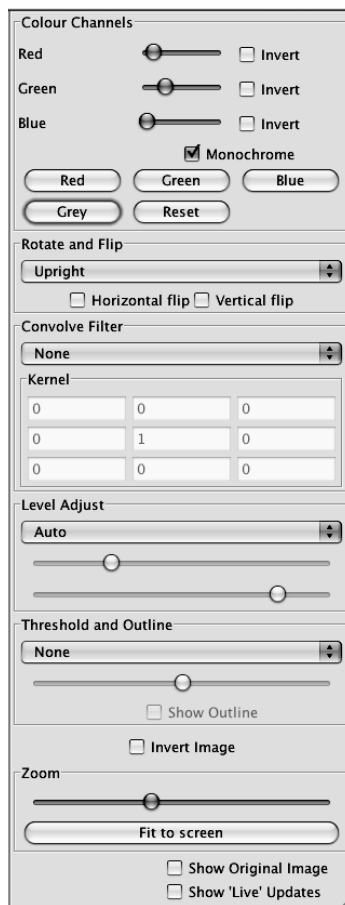 Colour Channels
Red Invert
Green Invert
Blue Invert
Monochrome
Red Green Blue
Grey Reset
Rotate and Flip
Upright
Horizontal flip Vertical flip
Convolve Filter
None
Kernel
0 0 0
0 1 0
0 0 0
Level Adjust
Auto
Threshold and Outline
None
Show Outline
Invert Image
Zoom
Fit to screen
Show Original Image
Show 'Live' Updates